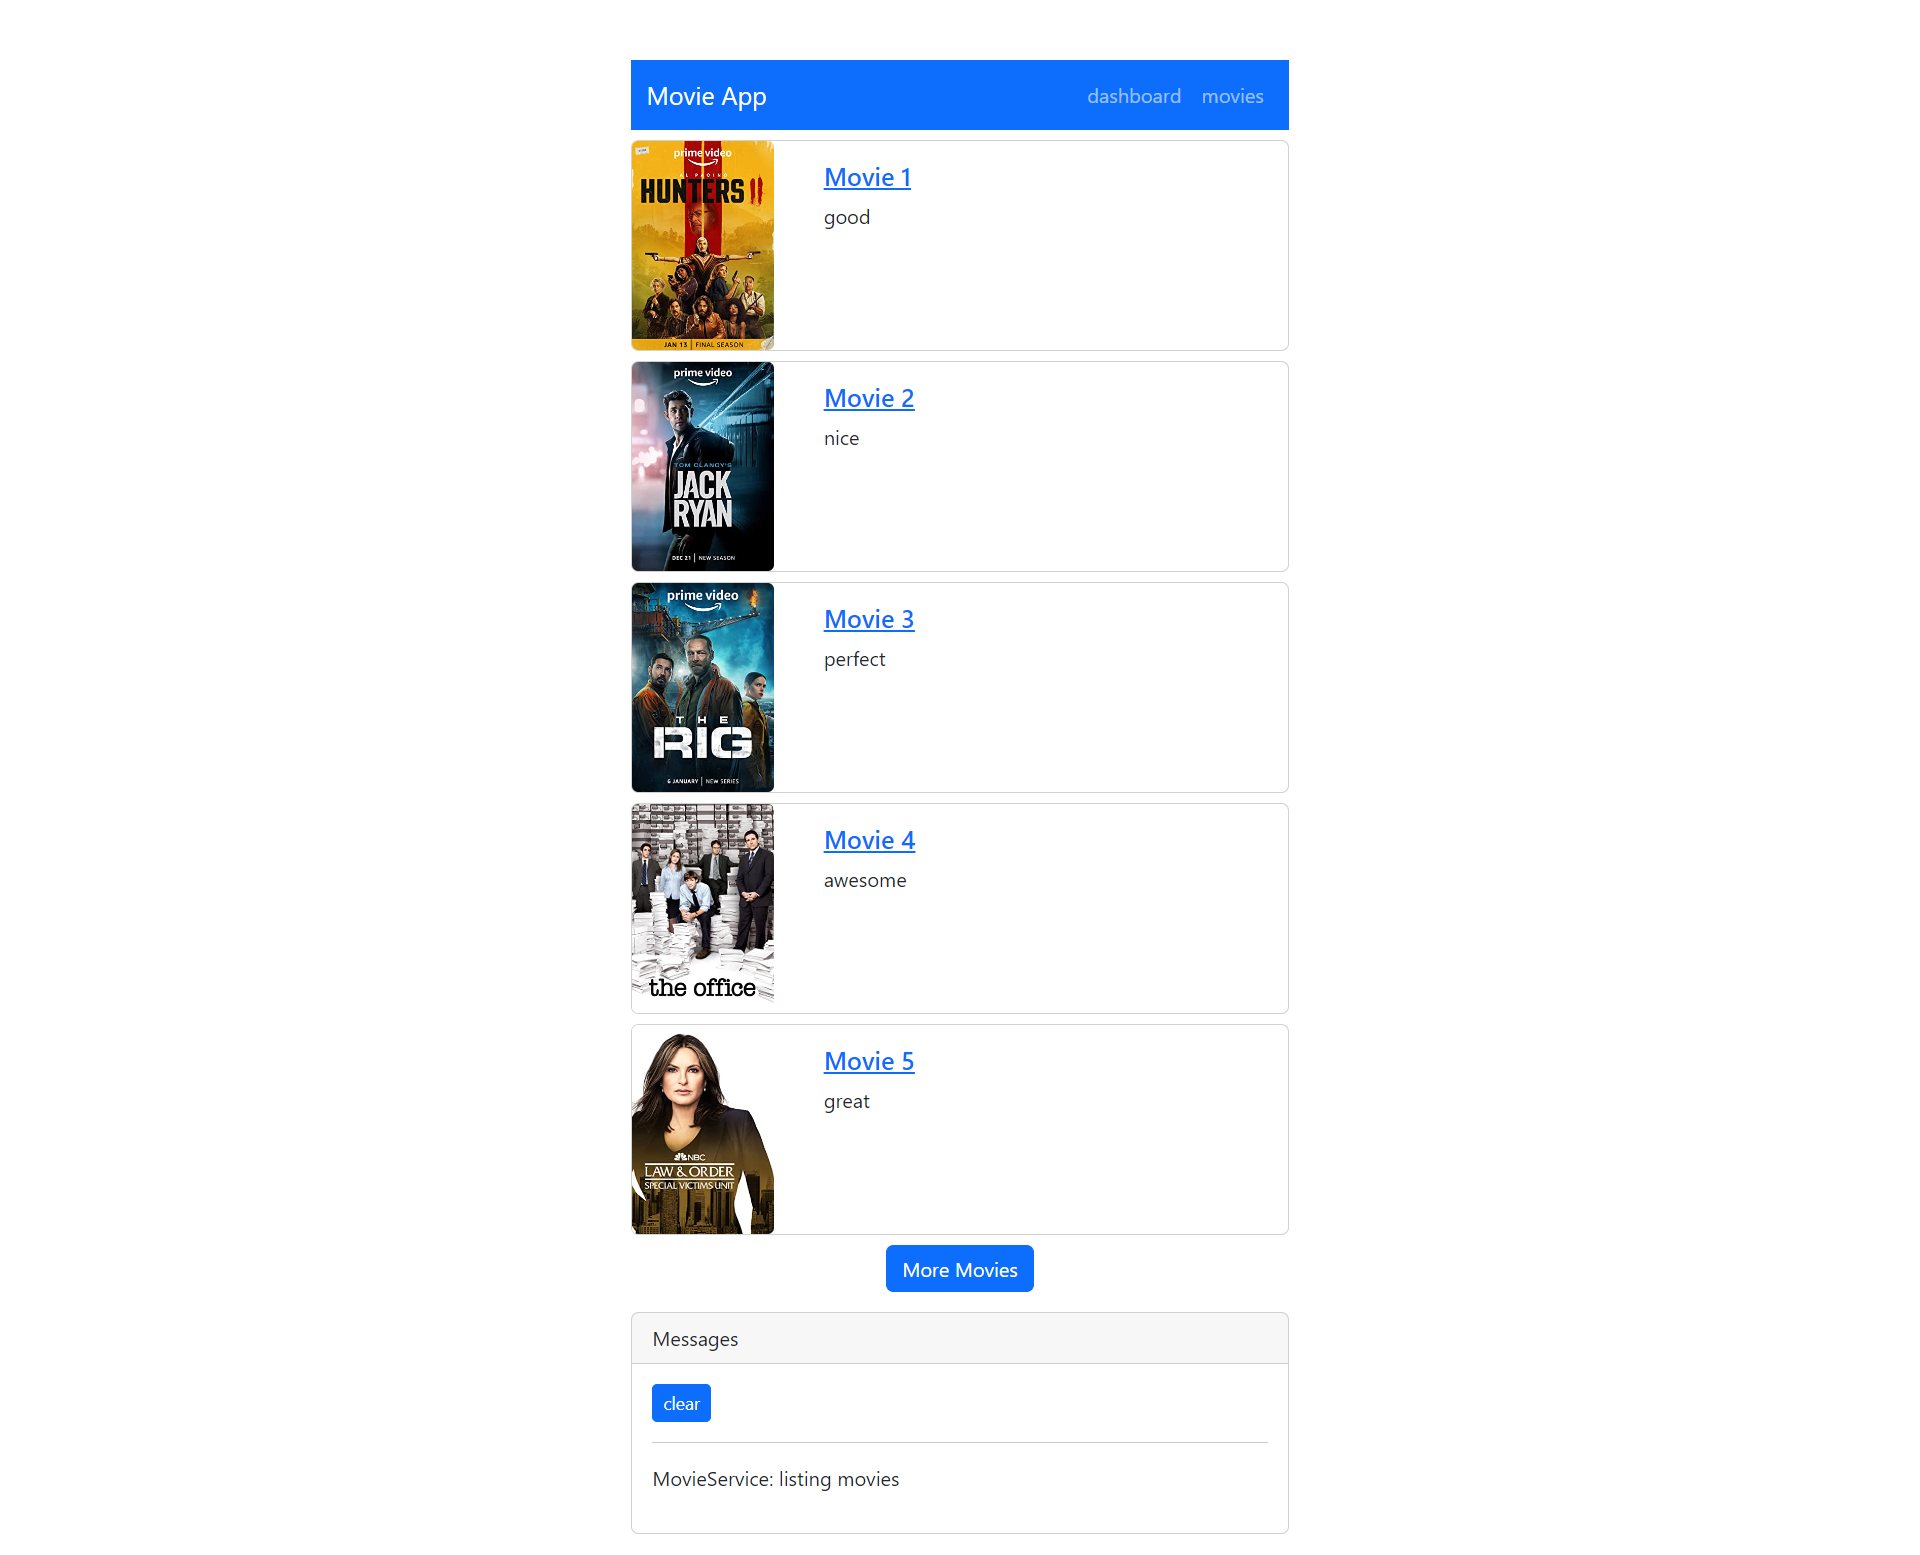 Movie App
dashboard movies
prime video
AL PACINO
HUNTERS II
JAN 13 | FINAL SEASON
Movie 1
good
prime video
TOM CLANCY'S
JACK
RYAN
DEC 21 | NEW SEASON
Movie 2
nice
prime video
THE
RIG
6 JANUARY | NEW SERIES
Movie 3
perfect
the office
Movie 4
awesome
NBC
LAW & ORDER
SPECIAL VICTIMS UNIT
Movie 5
great
More Movies
Messages
clear
MovieService: listing movies